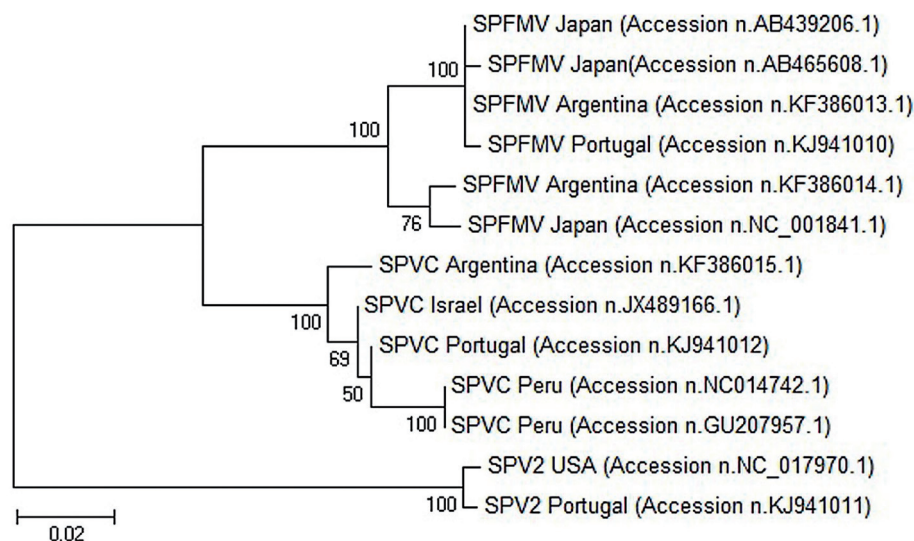 SPFMV Japan (Accession n.AB439206.1)
100
SPFMV Japan(Accession n.AB465608.1)
SPFMV Argentina (Accession n.KF386013.1)
100
SPFMV Portugal (Accession n.KJ941010)
SPFMV Argentina (Accession n.KF386014.1)
76
SPFMV Japan (Accession n.NC_001841.1)
SPVC Argentina (Accession n.KF386015.1)
SPVC Israel (Accession n.JX489166.1)
100
SPVC Portugal (Accession n.KJ941012)
69
SPVC Peru (Accession n.NC014742.1)
50
SPVC Peru (Accession n.GU207957.1)
100
SPV2 USA (Accession n.NC_017970.1)
SPV2 Portugal (Accession n.KJ941011)
100
0.02